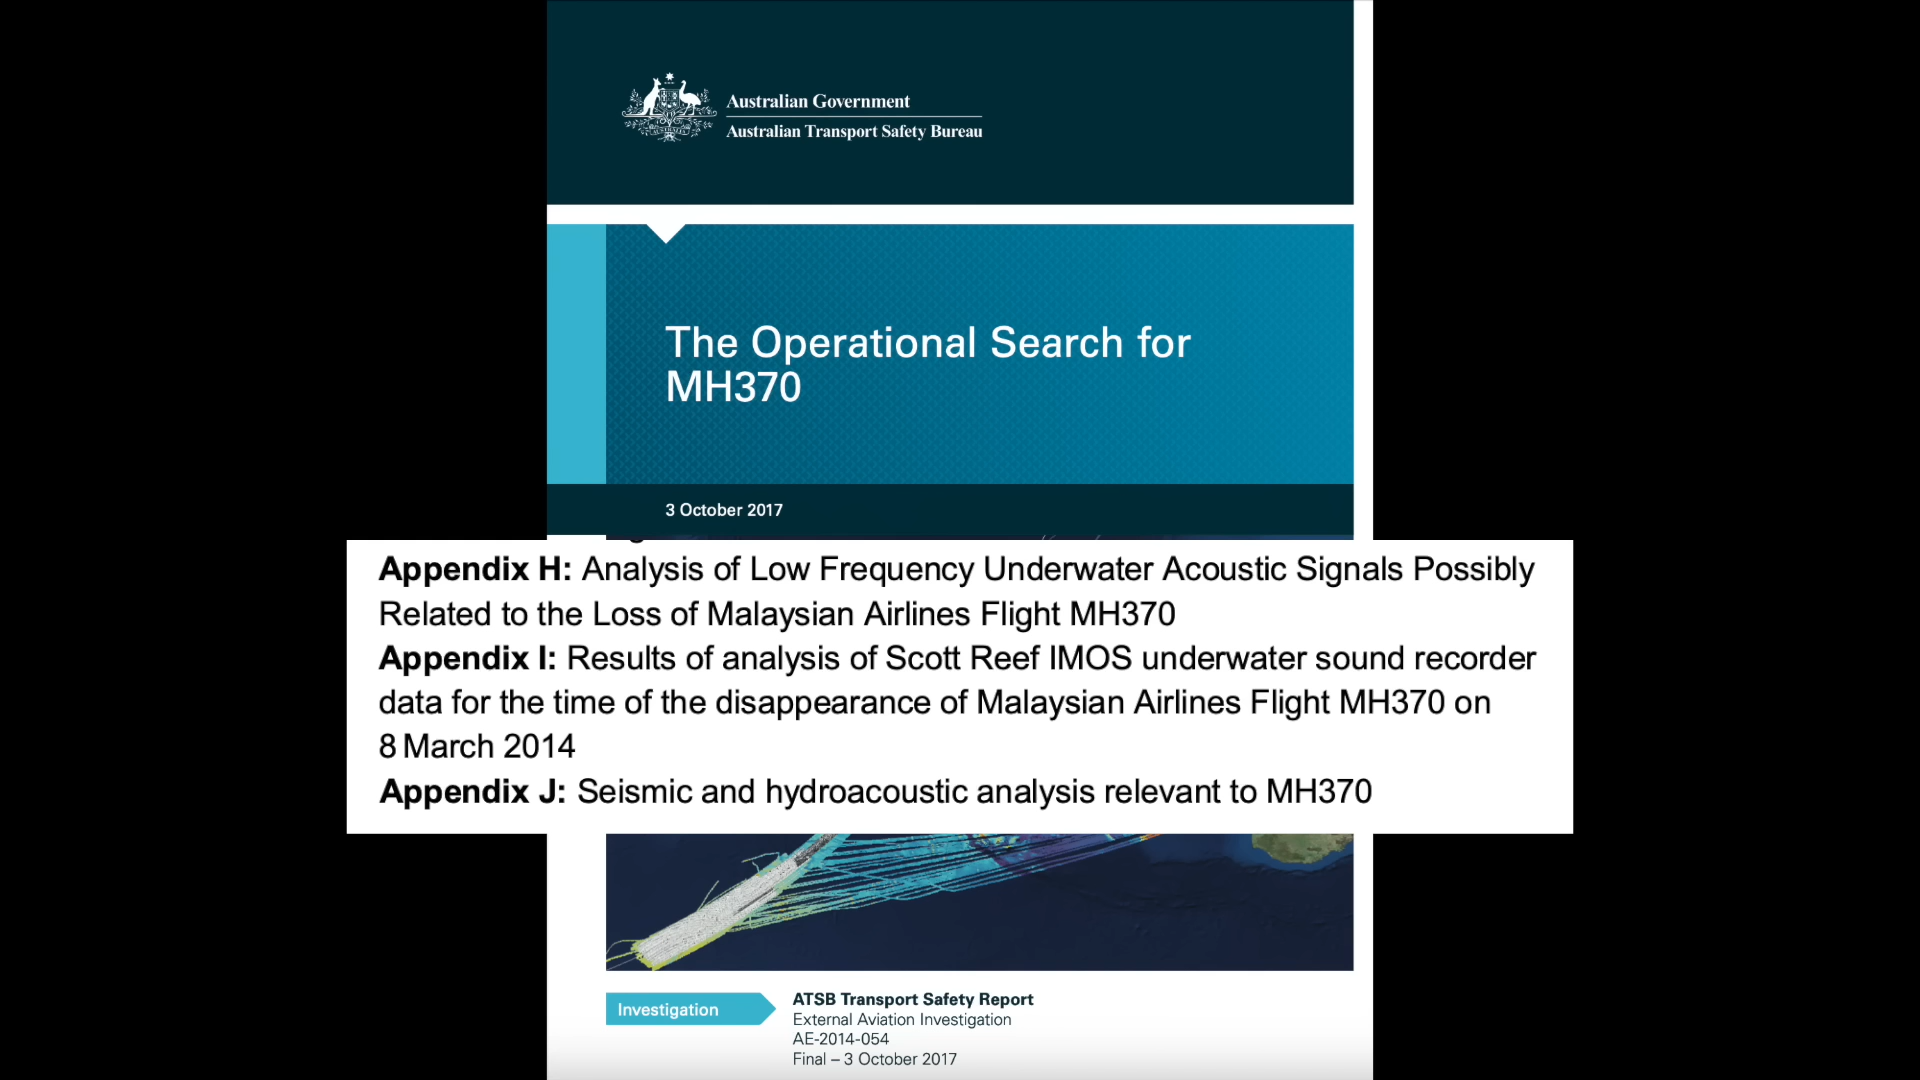 Australian Government
Australian Transport Safety Bureau
The Operational Search for
MH370
3 October 2017
Appendix H: Analysis of Low Frequency Underwater Acoustic Signals Possibly
Related to the Loss of Malaysian Airlines Flight MH370
Appendix I: Results of analysis of Scott Reef IMOS underwater sound recorder
data for the time of the disappearance of Malaysian Airlines Flight MH370 on
8 March 2014
Appendix J: Seismic and hydroacoustic analysis relevant to MH370
Investigation
ATSB Transport Safety Report
External Aviation Investigation
AE-2014-054
Final – 3 October 2017